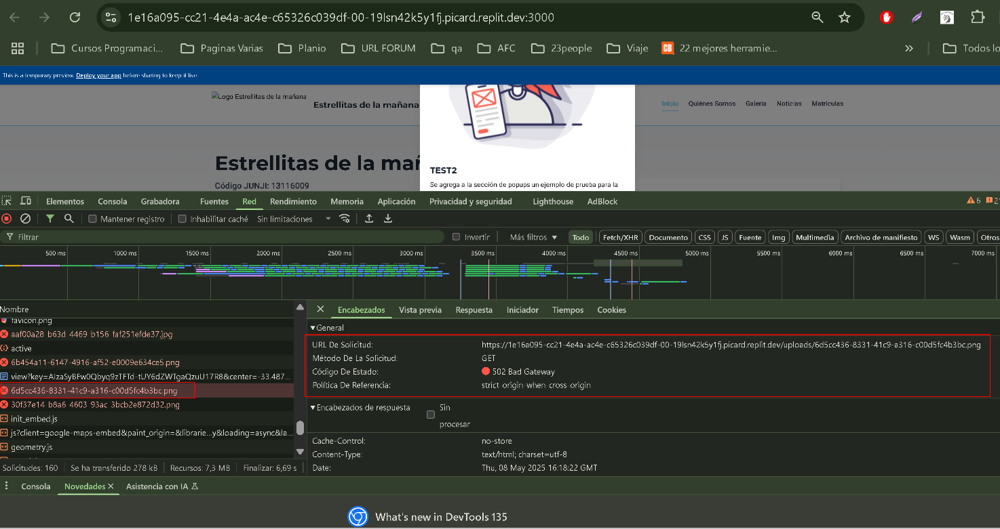 1e16a095-cc21-4e4a-ac4e-c65326c039df-00-19lsn42k5y1fj.picard.replit.dev:3000
Cursos Programaci... Paginas Varias Planio URL FORUM qa AFC 23people Viaje 22 mejores herramie... » Todos lo
This is a temporary preview. Deploy your app before sharing to keep it live.
Logo Estrellitas de la mañana Estrellitas de la mañana Inicio Quiénes Somos Galería Noticias Matrículas
Estrellitas de la mañ
TEST2
Código JUNJI: 13116009 Se agrega a la sección de popups un ejemplo de prueba para la
Elementos Consola Grabadora Fuentes Red Rendimiento Memoria Aplicación Privacidad y seguridad Lighthouse AdBlock 6 21
Mantener registro Inhabilitar caché Sin limitaciones
Filtrar Invertir Más filtros Todo Fetch/XHR Documento CSS JS Fuente Img Multimedia Archivo de manifiesto WS Wasm Otros
500 ms 1000 ms 1500 ms 2000 ms 2500 ms 3000 ms 3500 ms 4000 ms 4500 ms 5000 ms 5500 ms 6000 ms 6500 ms 7000 ms
Nombre
favicon.png
aaf00a28-b63d-4469-b156-faf251efde37.jpg
active
6b454a11-6147-4916-af52-e0009e634ce5.png
view?key=AIzaSyBFw0Qbyq9zTFTd-tUY6dZWTgaQzuU17R8&center=-33.487...
6d5cc436-8331-41c9-a316-c00d5fc4b3bc.png
30f37e14-b8a6-4603-93ac-3bcb2e872d32.png
init_embed.js
js?client=google-maps-embed&paint_origin=&librarie...y&loading=async&la...
geometry.js
Solicitudes: 160 Se ha transferido 278 kB Recursos: 7,3 MB Finalizar: 6,69 s
Encabezados Vista previa Respuesta Iniciador Tiempos Cookies
General
URL De Solicitud: https://1e16a095-cc21-4e4a-ac4e-c65326c039df-00-19lsn42k5y1fj.picard.replit.dev/uploads/6d5cc436-8331-41c9-a316-c00d5fc4b3bc.png
Método De La Solicitud: GET
Código De Estado: 502 Bad Gateway
Política De Referencia: strict-origin-when-cross-origin
Encabezados de respuesta Sin
procesar
Cache-Control: no-store
Content-Type: text/html; charset=utf-8
Date: Thu, 08 May 2025 16:18:22 GMT
Consola Novedades Asistencia con IA
What's new in DevTools 135